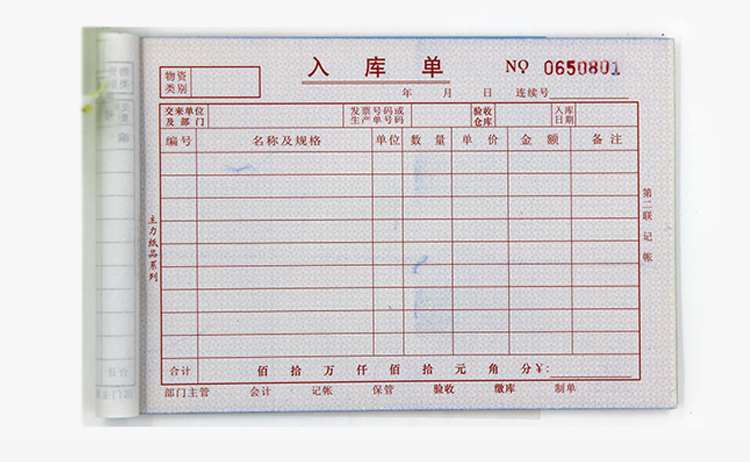 入库单
NO 0650801
物资类别
年 月 日 连续号
交来单位及部门 发票号码或生产单号码 验收仓库 入库日期
编号 名称及规格 单位 数量 单价 金额 备注
第二联 记帐
主力纸品系列
合计 佰拾万仟佰拾元角分¥:
部门主管 会计 记帐 保管 验收 缴库 制单